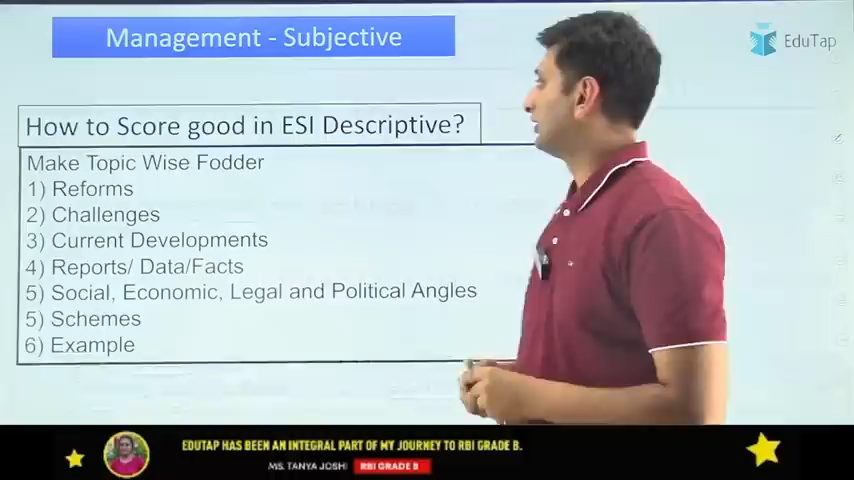 Management - Subjective
EduTap
How to Score good in ESI Descriptive?
Make Topic Wise Fodder
1) Reforms
2) Challenges
3) Current Developments
4) Reports/ Data/Facts
5) Social, Economic, Legal and Political Angles
5) Schemes
6) Example
EDUTAP HAS BEEN AN INTEGRAL PART OF MY JOURNEY TO RBI GRADE B.
MS. TANYA JOSHI RBI GRADE B